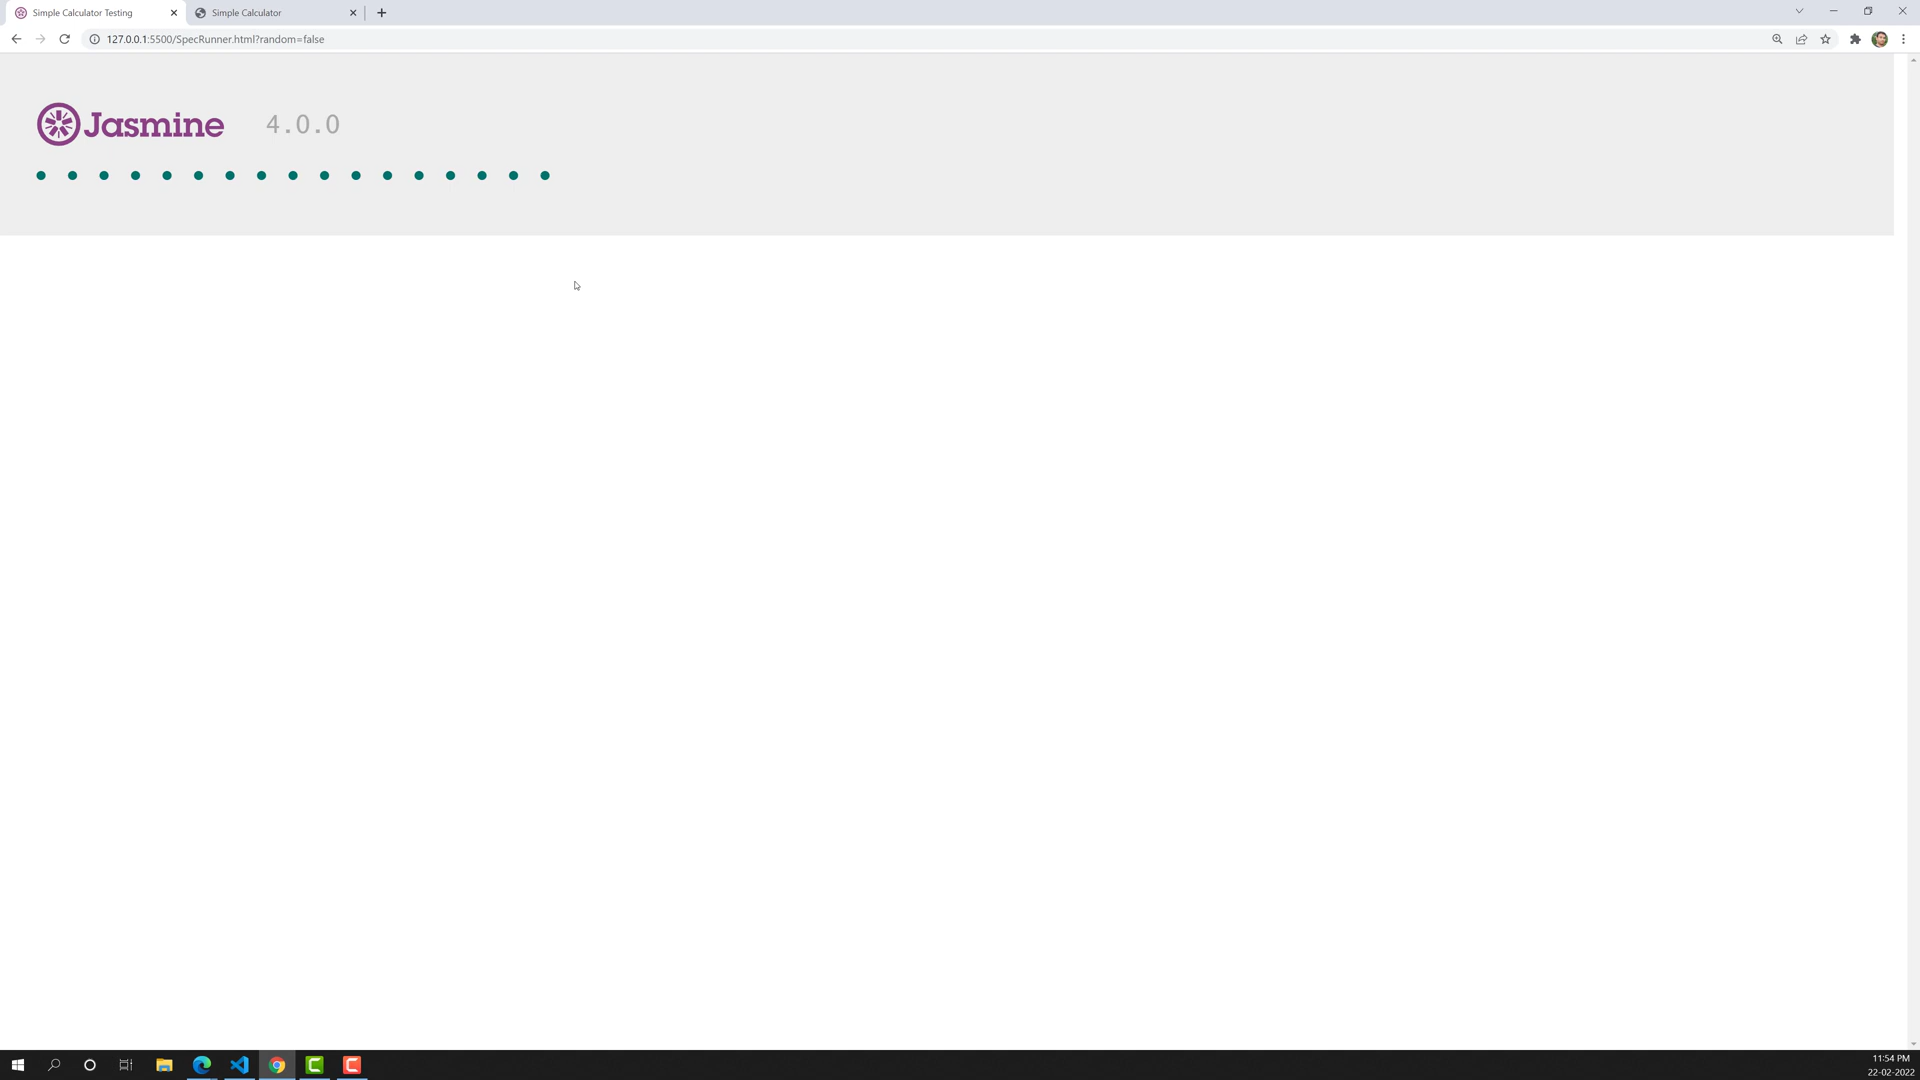 Simple Calculator Testing
Simple Calculator
127.0.0.1:5500/SpecRunner.html?random=false
Jasmine 4.0.0
11:54 PM
22-02-2022